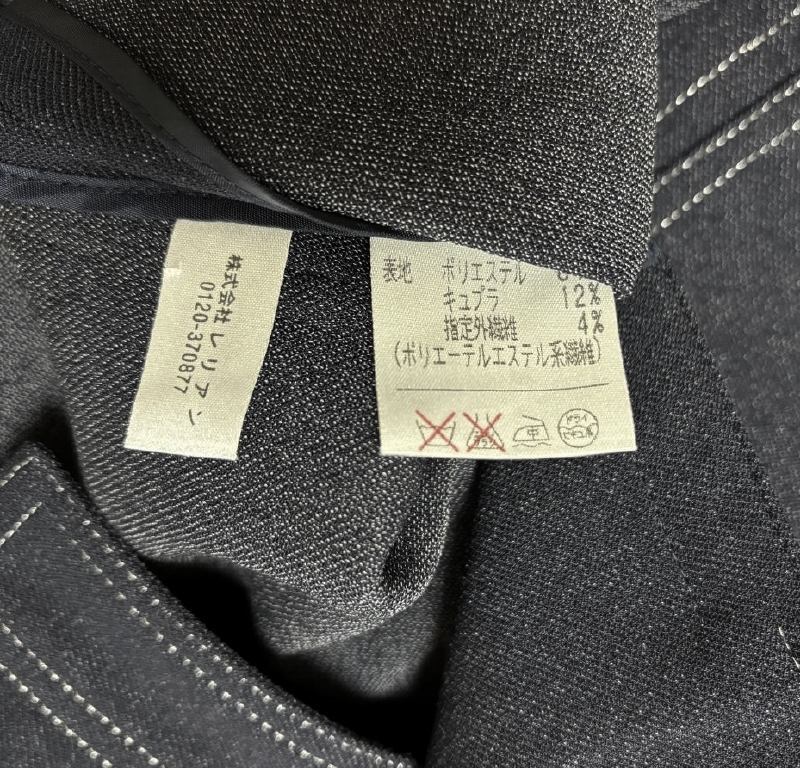 株式会社 レリアン
0120-370877
表地 ポリエステル
キュプラ 12%
指定外繊維 4%
(ポリエーテルエステル系繊維)
中